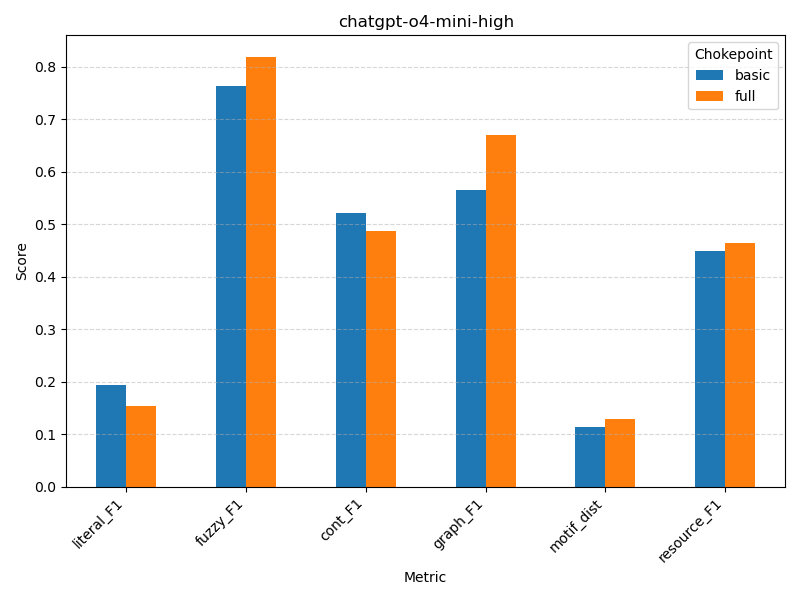 chatgpt-o4-mini-high
Chokepoint
basic
full
0.8
0.7
0.6
0.5
0.4
0.3
0.2
0.1
0.0
Score
literal_F1
fuzzy_F1
cont_F1
graph_F1
motif_dist
resource_F1
Metric